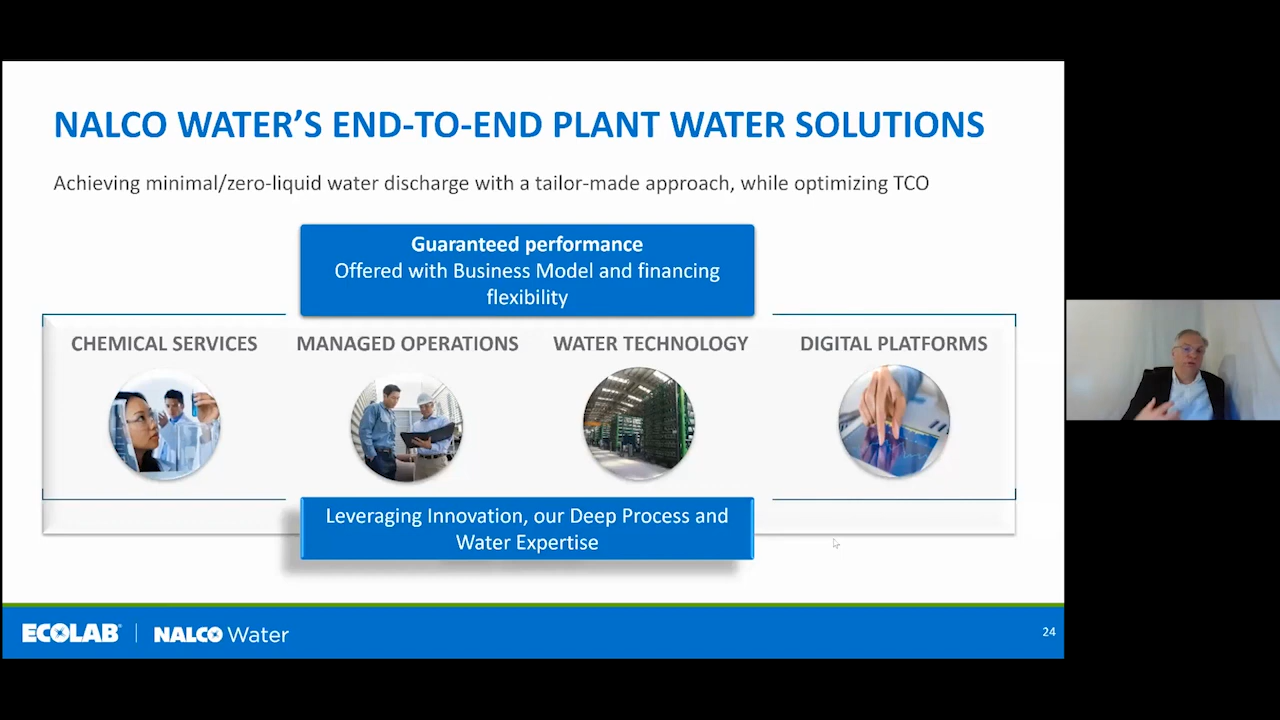 NALCO WATER'S END-TO-END PLANT WATER SOLUTIONS
Achieving minimal/zero-liquid water discharge with a tailor-made approach, while optimizing TCO
Guaranteed performance
Offered with Business Model and financing
flexibility
CHEMICAL SERVICES
MANAGED OPERATIONS
WATER TECHNOLOGY
DIGITAL PLATFORMS
Leveraging Innovation, our Deep Process and
Water Expertise
ECOLAB®
NALCO Water
24